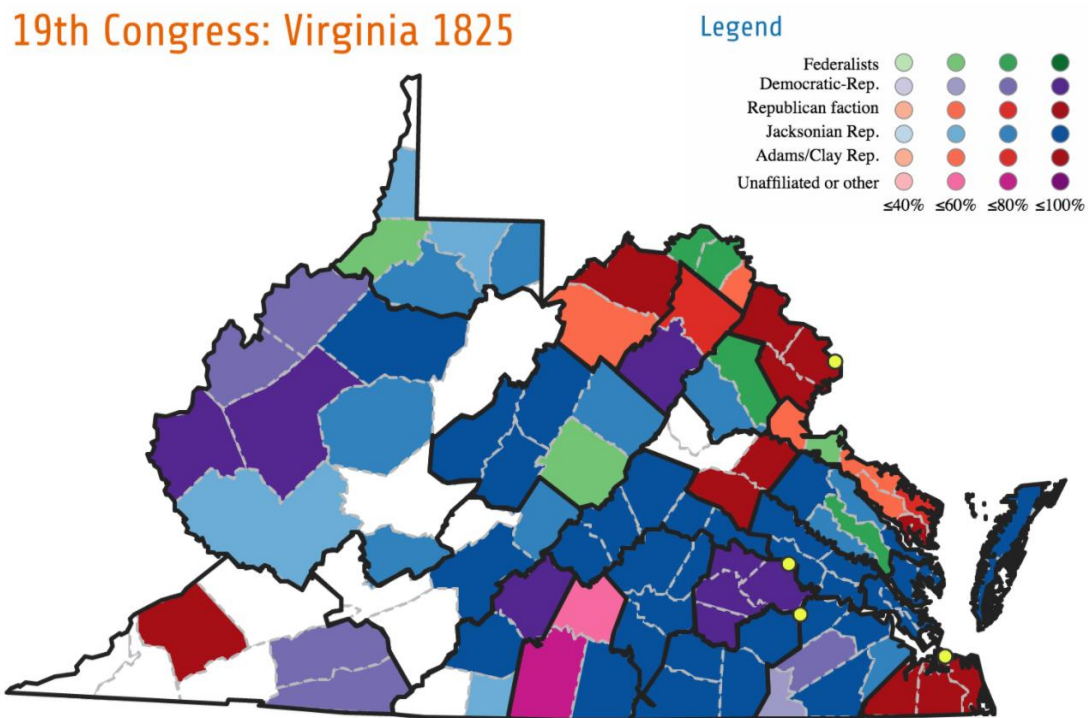 19th Congress: Virginia 1825
Legend
Federalists
Democratic-Rep.
Republican faction
Jacksonian Rep.
Adams/Clay Rep.
Unaffiliated or other
≤40% ≤60% ≤80% ≤100%